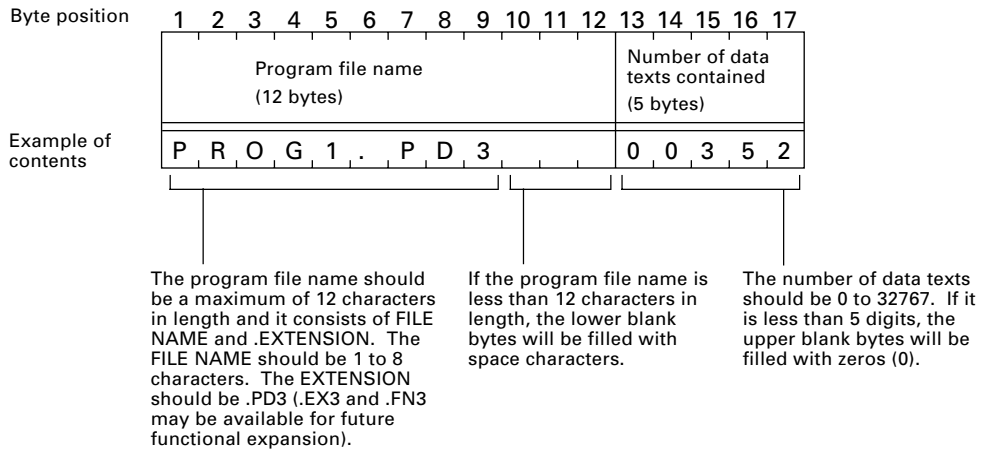 Byte position 1 2 3 4 5 6 7 8 9 10 11 12 13 14 15 16 17
Program file name
(12 bytes)
Number of data
texts contained
(5 bytes)
Example of
contents
P R O G 1 . P D 3 0 0 3 5 2
The program file name should
be a maximum of 12 characters
in length and it consists of FILE
NAME and .EXTENSION. The
FILE NAME should be 1 to 8
characters. The EXTENSION
should be .PD3 (.EX3 and .FN3
may be available for future
functional expansion).
If the program file name is
less than 12 characters in
length, the lower blank
bytes will be filled with
space characters.
The number of data texts
should be 0 to 32767. If it
is less than 5 digits, the
upper blank bytes will be
filled with zeros (0).